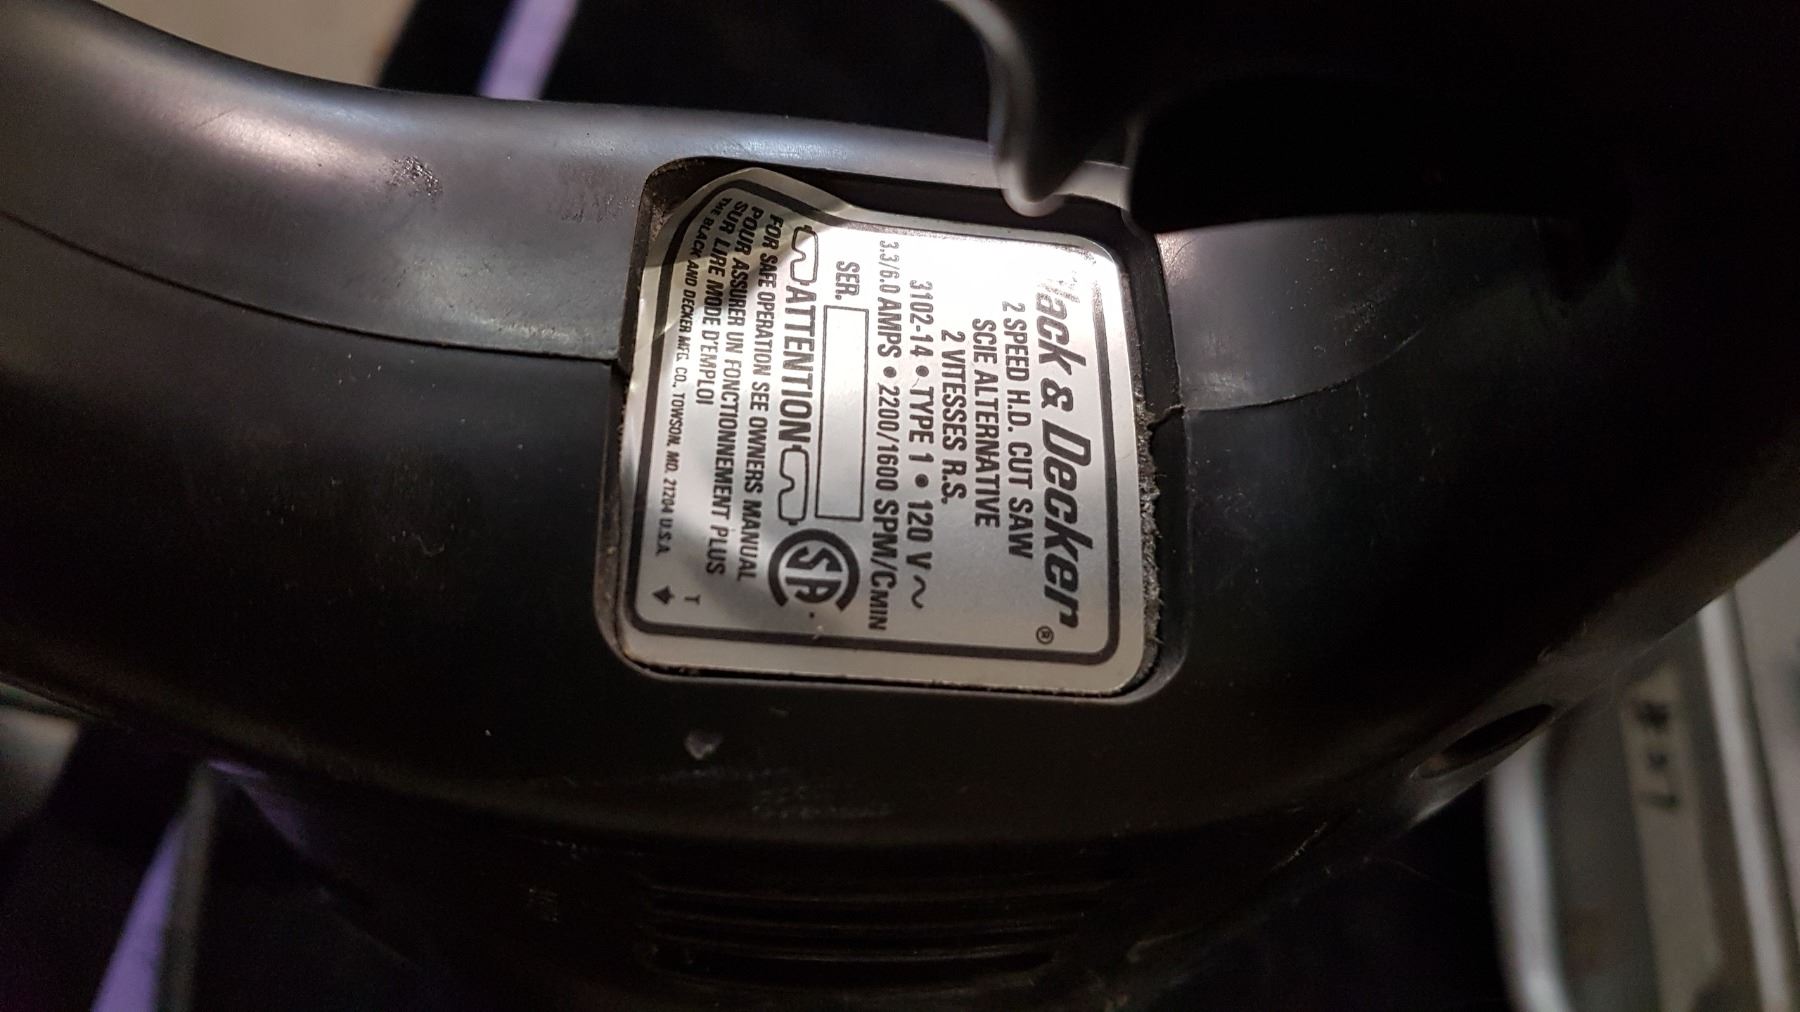 Black & Decker®
2 SPEED H.D. CUT SAW
SCIE ALTERNATIVE
2 VITESSES R.S.
3102-14 • TYPE 1 • 120 V ~
3.3/6.0 AMPS • 2200/1600 SPM/CMIN
SER.
ATTENTION
SA
FOR SAFE OPERATION SEE OWNERS MANUAL
POUR ASSURER UN FONCTIONNEMENT PLUS
SUR LIRE MODE D'EMPLOI
T
THE BLACK AND DECKER MFG. CO., TOWSON, MD. 21204 U.S.A.